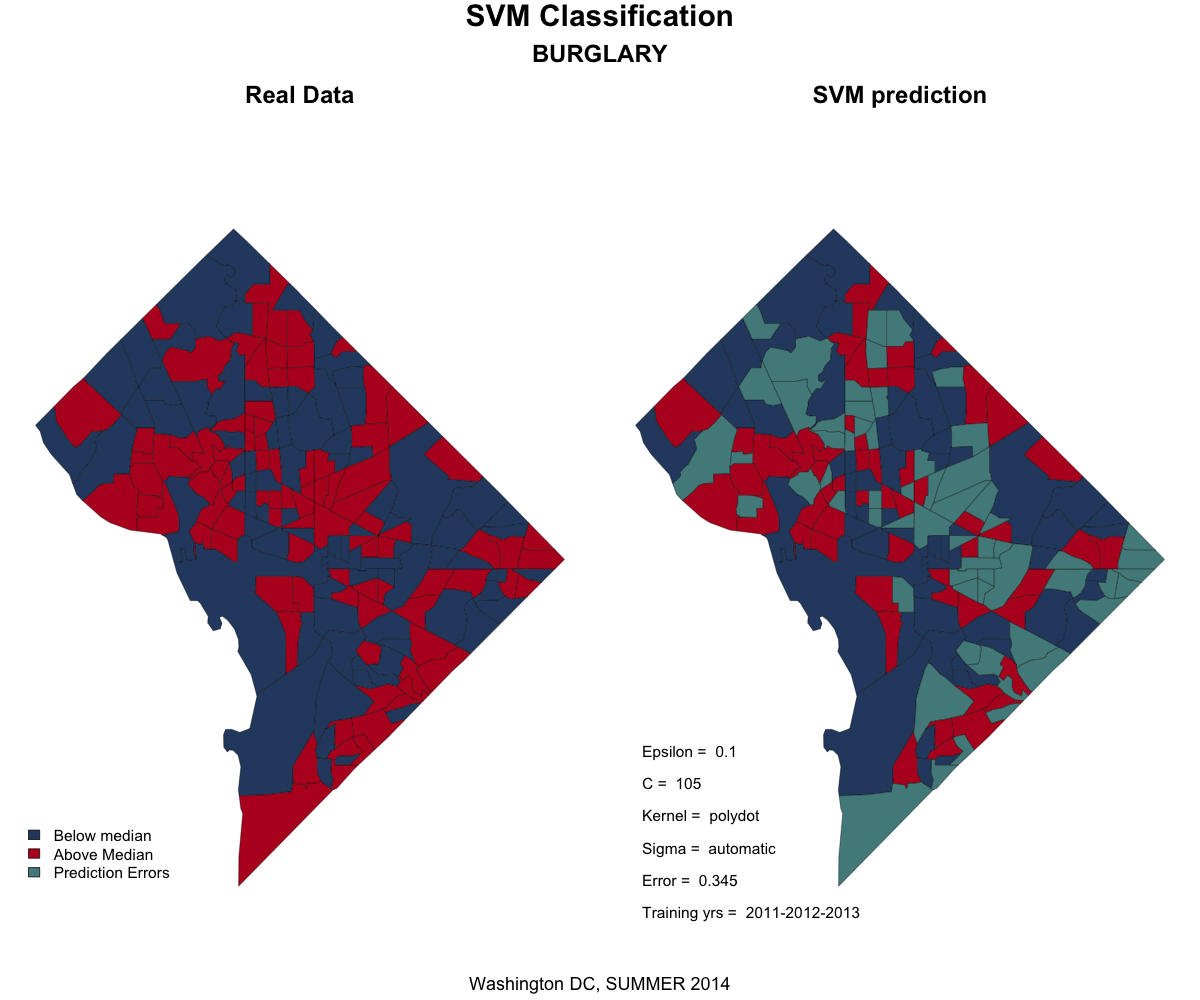 SVM Classification
BURGLARY
Real Data
SVM prediction
Below median
Above Median
Prediction Errors
Epsilon =  0.1
C =  105
Kernel =  polydot
Sigma =  automatic
Error =  0.345
Training yrs =  2011-2012-2013
Washington DC, SUMMER 2014